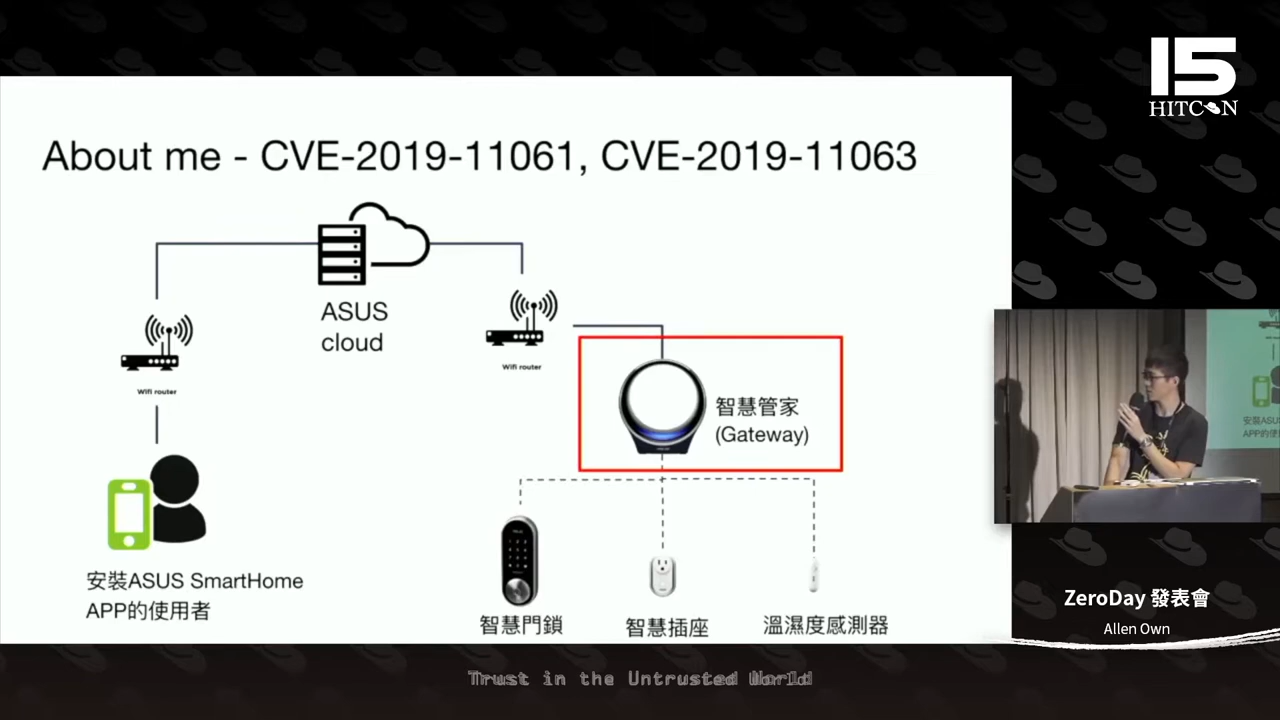 15
HITCON
About me - CVE-2019-11061, CVE-2019-11063
ASUS
cloud
Wifi router
Wifi router
智慧管家
(Gateway)
安裝ASUS SmartHome
APP的使用者
智慧門鎖
智慧插座
溫濕度感測器
ZeroDay 發表會
Allen Own
Trust in the Untrusted World